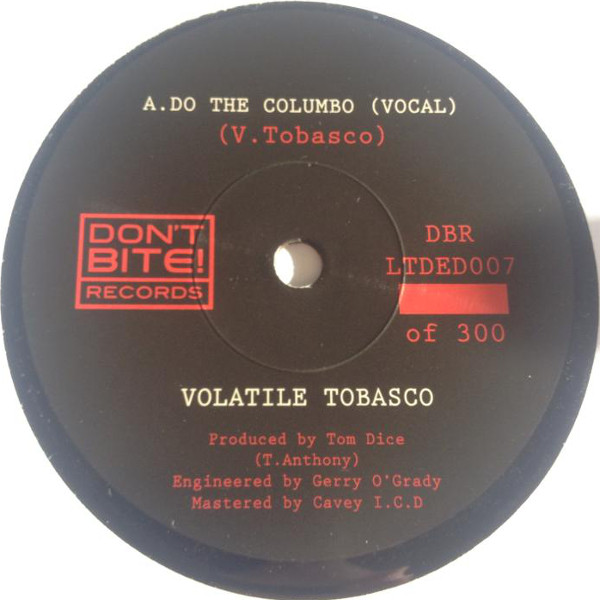 A.DO THE COLUMBO (VOCAL)
(V.Tobasco)
DON'T
BITE!
RECORDS
DBR
LTDED007
of 300
VOLATILE TOBASCO
Produced by Tom Dice
(T.Anthony)
Engineered by Gerry O'Grady
Mastered by Cavey I.C.D